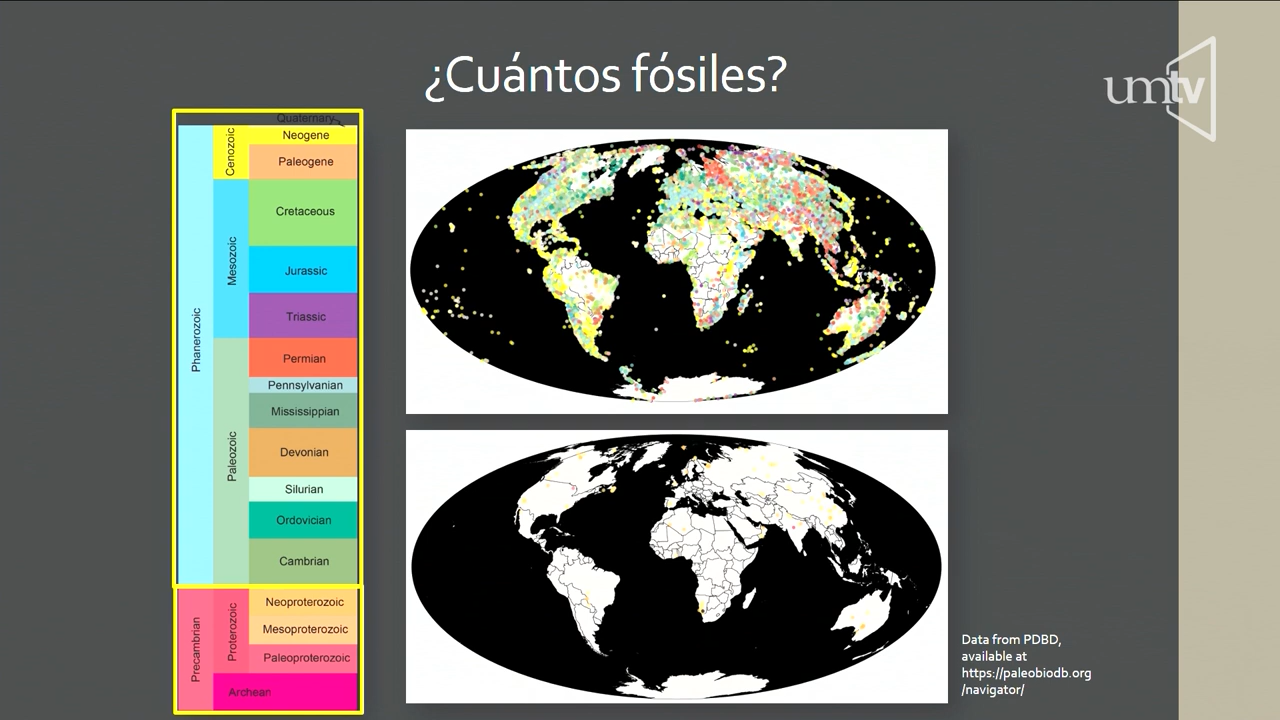 ¿Cuántos fósiles?
umtv
Quaternary
Neogene
Paleogene
Cenozoic
Cretaceous
Jurassic
Triassic
Mesozoic
Permian
Pennsylvanian
Mississippian
Devonian
Silurian
Ordovician
Cambrian
Paleozoic
Phanerozoic
Neoproterozoic
Mesoproterozoic
Paleoproterozoic
Proterozoic
Archean
Precambrian
Data from PDBD,
available at
https://paleobiodb.org
/navigator/